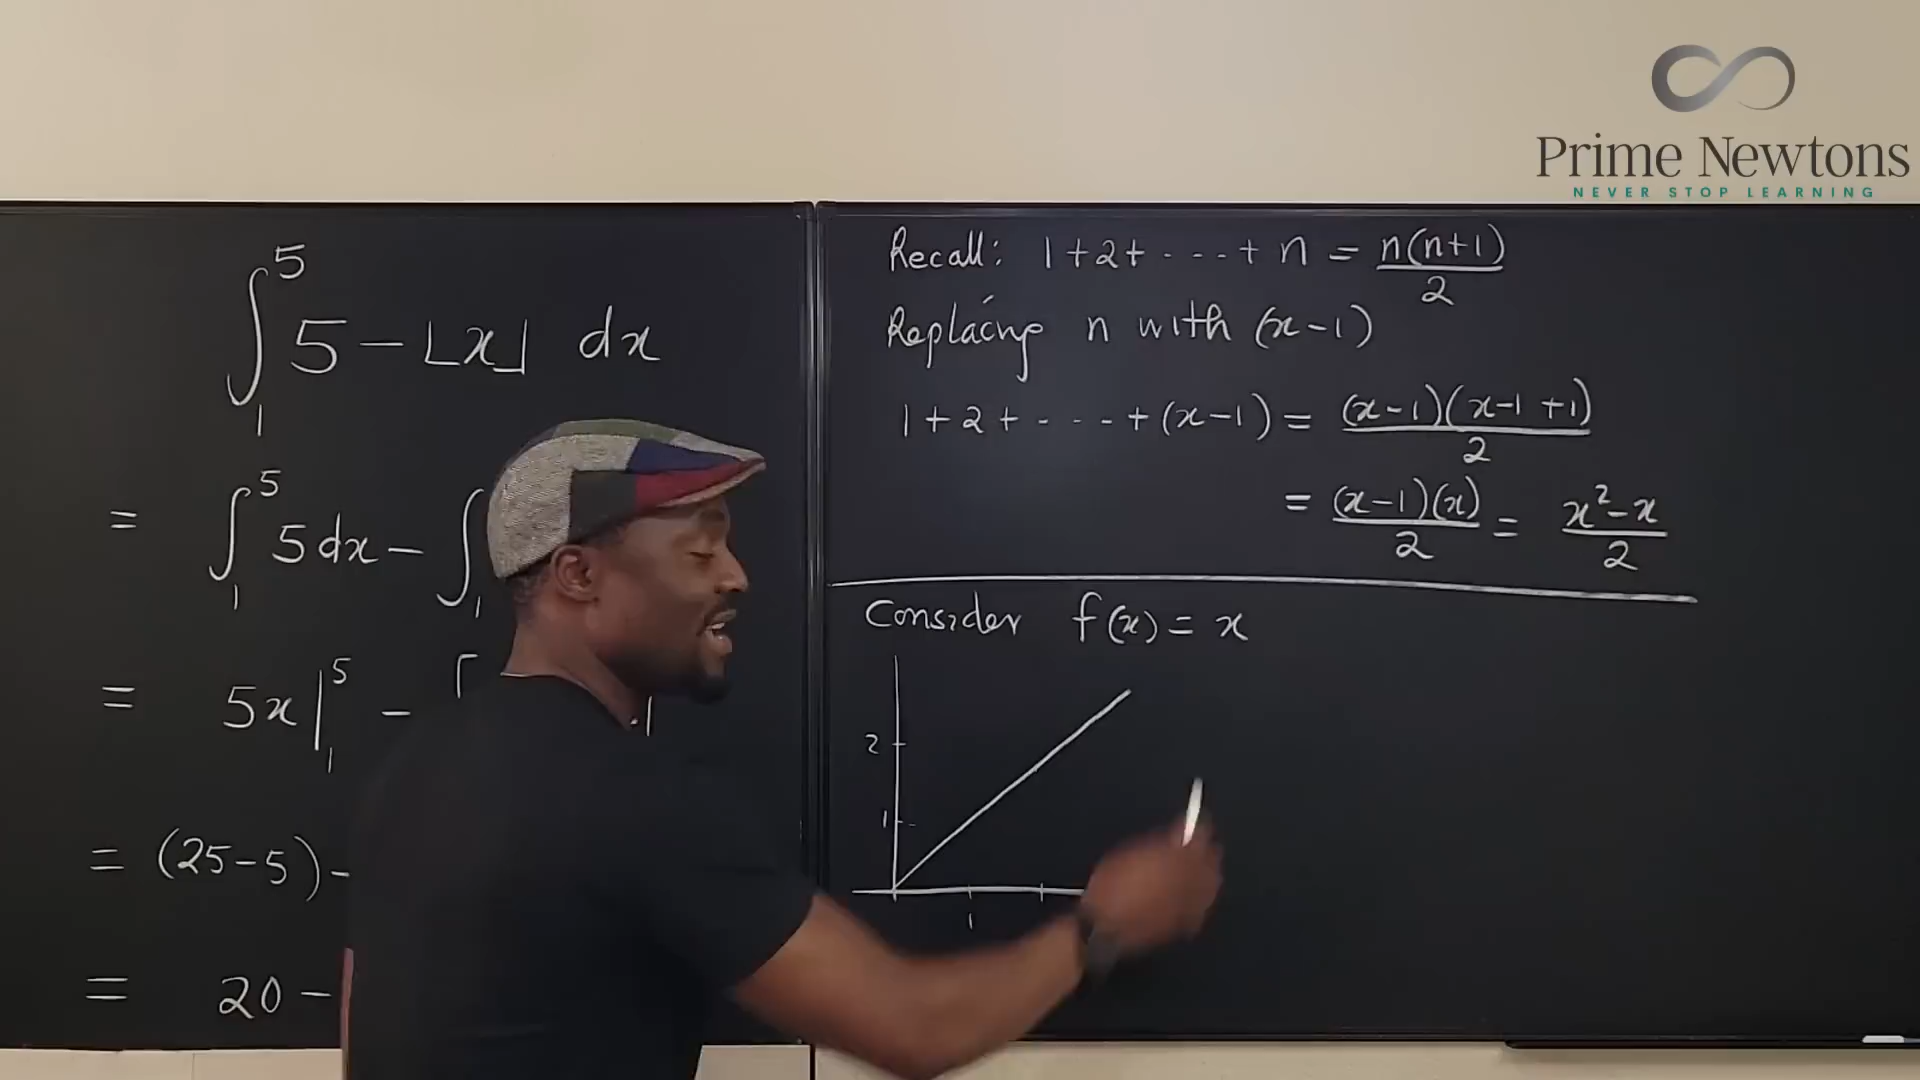 Prime Newtons
NEVER STOP LEARNING
∫₁⁵ 5 - ⌊x⌋ dx
= ∫₁⁵ 5dx - ∫₁
= 5x |₁⁵ - [
= (25-5) -
= 20 -
Recall: 1+2+ - - - + n = n(n+1)/2
Replacing n with (x-1)
1+2+ - - - +(x-1) = (x-1)(x-1+1)/2
= (x-1)(x)/2 = x²-x/2
Consider f(x) = x
2
1
1